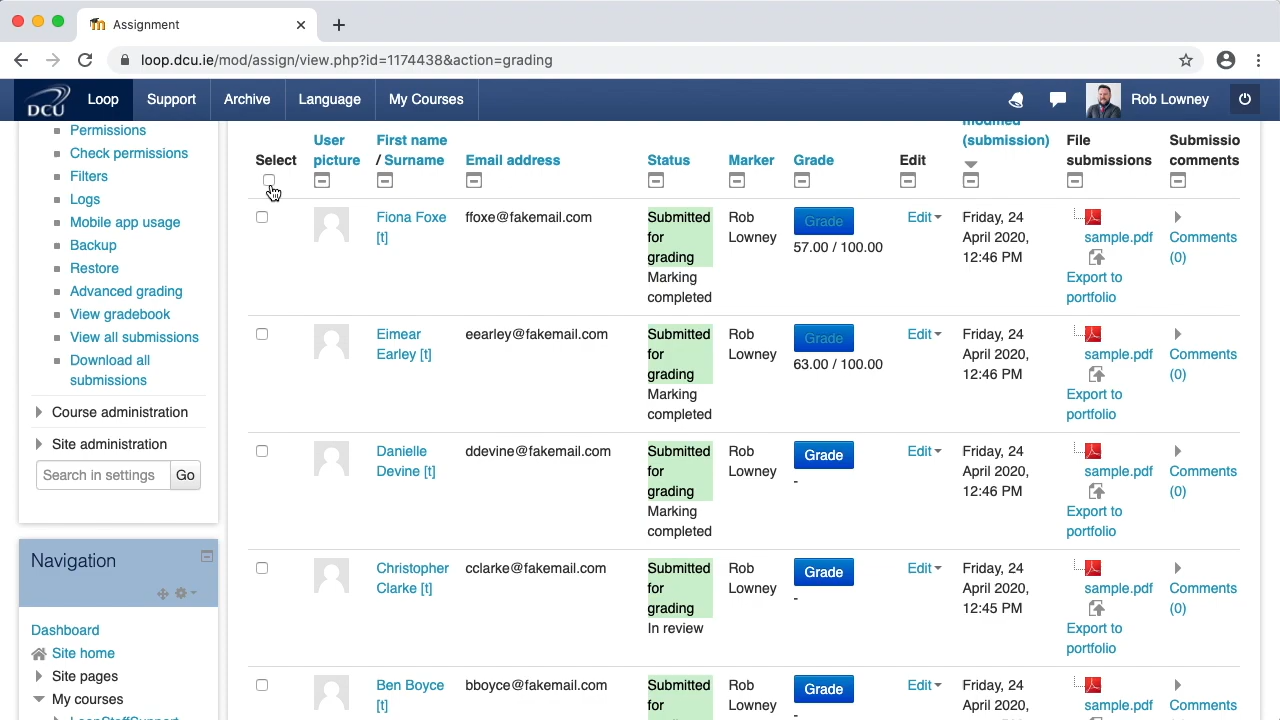 Assignment
loop.dcu.ie/mod/assign/view.php?id=1174438&action=grading
DCU
Loop
Support
Archive
Language
My Courses
Rob Lowney
Permissions
Check permissions
Filters
Logs
Mobile app usage
Backup
Restore
Advanced grading
View gradebook
View all submissions
Download all
submissions
Course administration
Site administration
Search in settings
Go
Navigation
Dashboard
Site home
Site pages
My courses
LoopStaffSupport
Select
User
picture
First name
/ Surname
Email address
Status
Marker
Grade
Edit
modified
(submission)
File
submissions
Submissio
comments
Fiona Foxe
[t]
ffoxe@fakemail.com
Submitted
for
grading
Marking
completed
Rob
Lowney
Grade
57.00 / 100.00
Edit
Friday, 24
April 2020,
12:46 PM
sample.pdf
Export to
portfolio
Comments
(0)
Eimear
Earley [t]
eearley@fakemail.com
Submitted
for
grading
Marking
completed
Rob
Lowney
Grade
63.00 / 100.00
Edit
Friday, 24
April 2020,
12:46 PM
sample.pdf
Export to
portfolio
Comments
(0)
Danielle
Devine [t]
ddevine@fakemail.com
Submitted
for
grading
Marking
completed
Rob
Lowney
Grade
-
Edit
Friday, 24
April 2020,
12:46 PM
sample.pdf
Export to
portfolio
Comments
(0)
Christopher
Clarke [t]
cclarke@fakemail.com
Submitted
for
grading
In review
Rob
Lowney
Grade
-
Edit
Friday, 24
April 2020,
12:45 PM
sample.pdf
Export to
portfolio
Comments
(0)
Ben Boyce
[t]
bboyce@fakemail.com
Submitted
for
Rob
Lowney
Grade
-
Edit
Friday, 24
April 2020,
sample.pdf
Comments